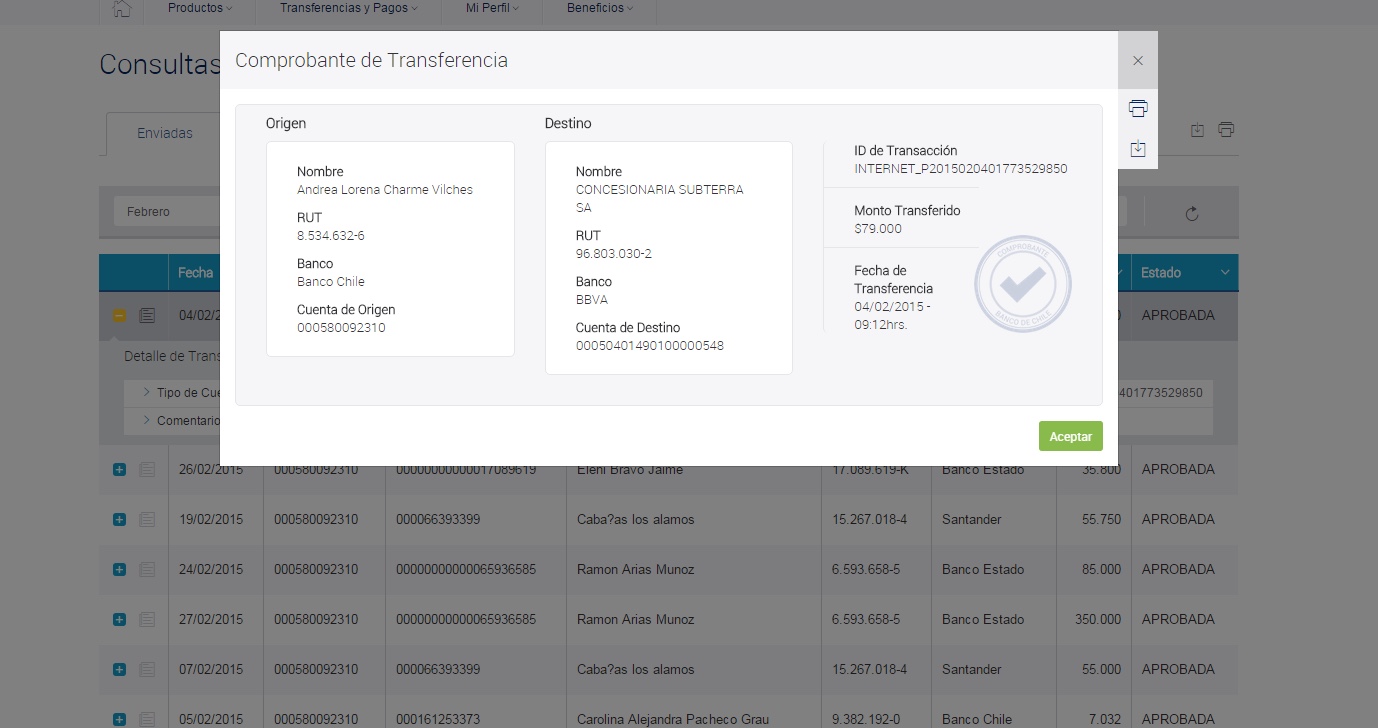 Productos
Transferencias y Pagos
Mi Perfil
Beneficios
Consultas
Comprobante de Transferencia
Enviadas
Origen
Nombre
Andrea Lorena Charme Vilches
RUT
8.534.632-6
Banco
Banco Chile
Cuenta de Origen
000580092310
Destino
Nombre
CONCESIONARIA SUBTERRA
SA
RUT
96.803.030-2
Banco
BBVA
Cuenta de Destino
00050401490100000548
ID de Transacción
INTERNET_P2015020401773529850
Monto Transferido
$79.000
Fecha de
Transferencia
04/02/2015 -
09:12hrs.
COMPROBANTE
BANCO DE CHILE
Aceptar
Febrero
Fecha
Estado
04/02/2
APROBADA
Detalle de Trans
Tipo de Cue
401773529850
Comentario
26/02/2015 000580092310 00000000000017089619 Eleni Bravo Jaime 17.089.619-K Banco Estado 35.800 APROBADA
19/02/2015 000580092310 000066393399 Caba?as los alamos 15.267.018-4 Santander 55.750 APROBADA
24/02/2015 000580092310 00000000000065936585 Ramon Arias Munoz 6.593.658-5 Banco Estado 85.000 APROBADA
27/02/2015 000580092310 00000000000065936585 Ramon Arias Munoz 6.593.658-5 Banco Estado 350.000 APROBADA
07/02/2015 000580092310 000066393399 Caba?as los alamos 15.267.018-4 Santander 55.000 APROBADA
05/02/2015 000580092310 000161253373 Carolina Alejandra Pacheco Grau 9.382.192-0 Banco Chile 7.032 APROBADA